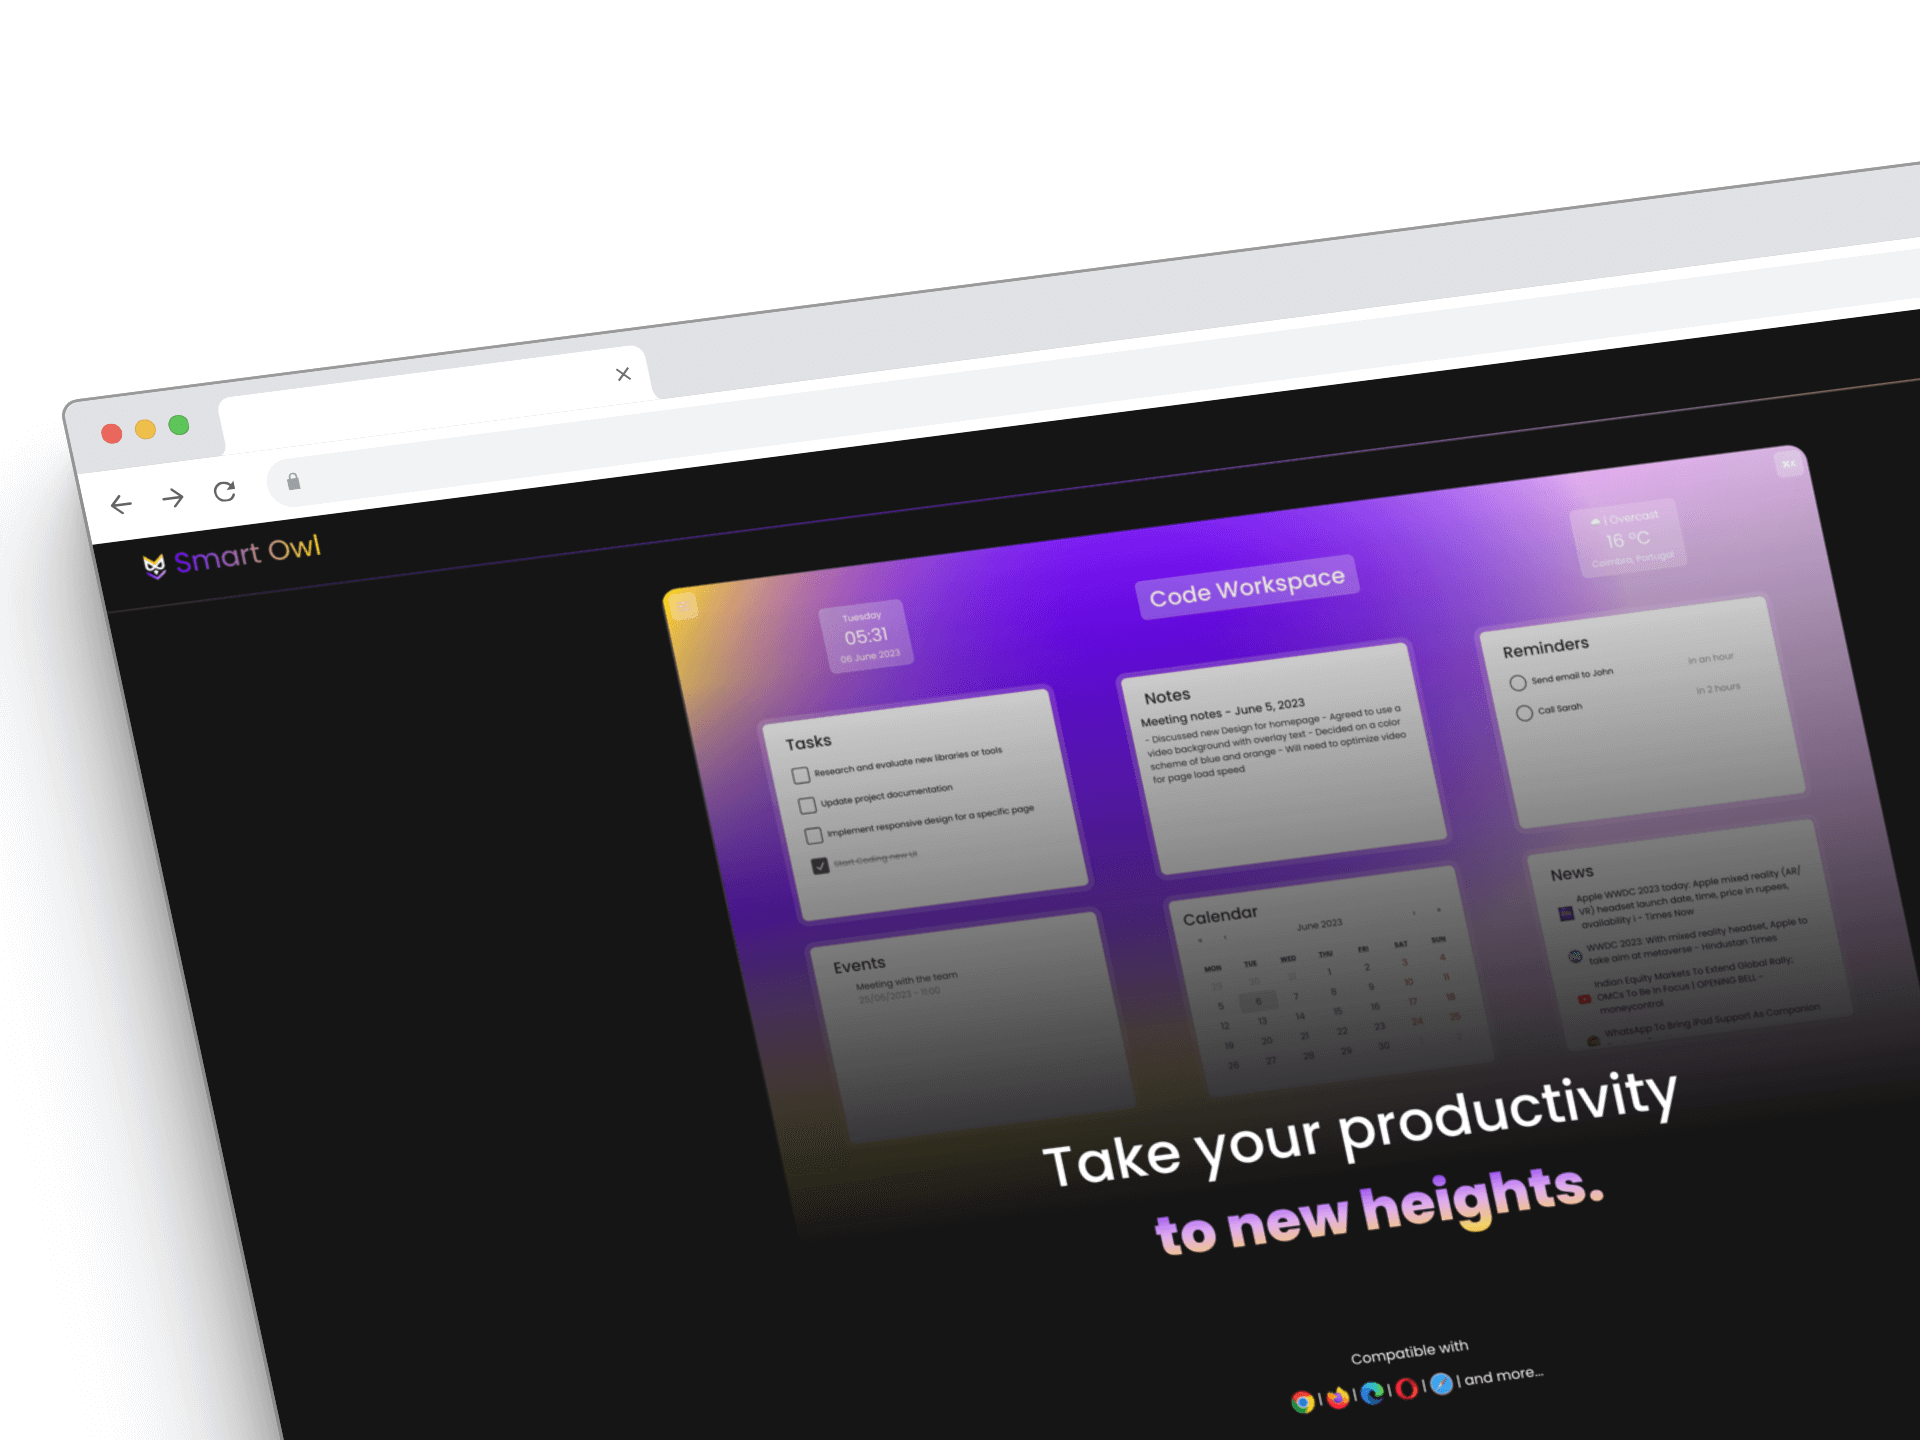 Smart Owl
⌘K
Tuesday
05:31
06 June 2023
Code Workspace
| Overcast
16 ºC
Coimbra, Portugal
Tasks
Research and evaluate new libraries or tools
Update project documentation
Implement responsive design for a specific page
Start Coding new UI
Notes
Meeting notes - June 5, 2023
- Discussed new Design for homepage - Agreed to use a
video background with overlay text - Decided on a color
scheme of blue and orange - Will need to optimize video
for page load speed
Reminders
Send email to John in an hour
Call Sarah in 2 hours
Events
Meeting with the team
25/06/2023 - 11:00
Calendar
June 2023
MON TUE WED THU FRI SAT SUN
29 30 31 1 2 3 4
5 6 7 8 9 10 11
12 13 14 15 16 17 18
19 20 21 22 23 24 25
26 27 28 29 30 1 2
News
Apple WWDC 2023 today: Apple mixed reality (AR/
VR) headset launch date, time, price in rupees,
availability i - Times Now
WWDC 2023: With mixed reality headset, Apple to
take aim at metaverse - Hindustan Times
Indian Equity Markets To Extend Global Rally;
OMCs To Be In Focus | OPENING BELL -
moneycontrol
WhatsApp To Bring iPad Support As Companion
Take your productivity
to new heights.
Compatible with
| | | | | and more...